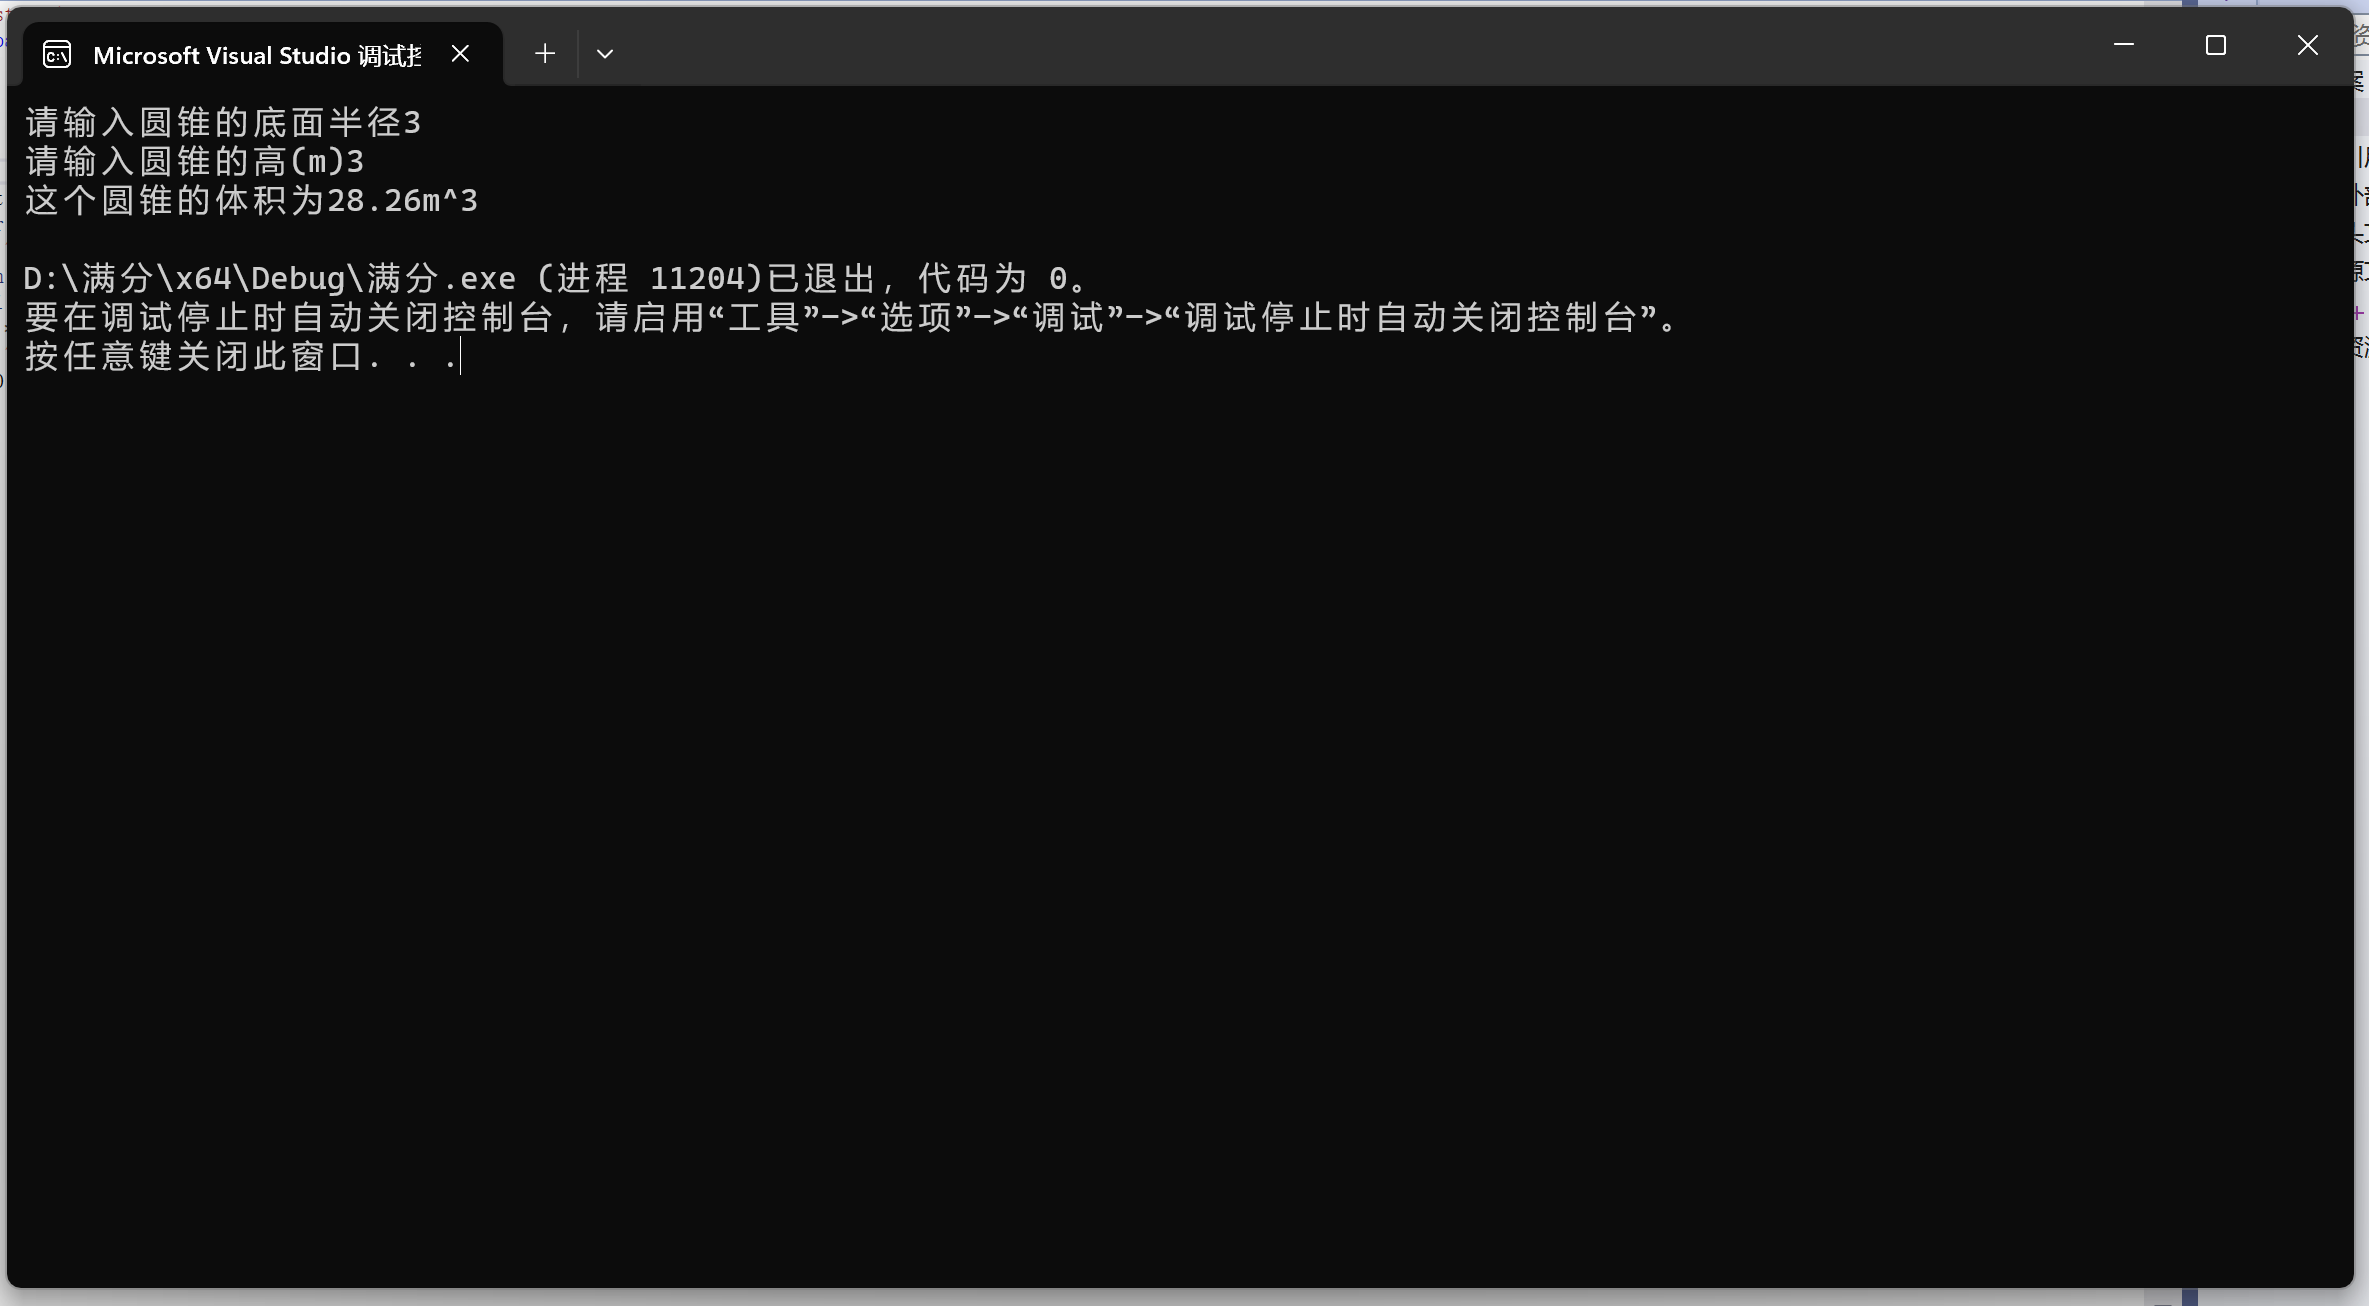 Microsoft Visual Studio 调试
请输入圆锥的底面半径3
请输入圆锥的高(m)3
这个圆锥的体积为28.26m^3
D:\满分\x64\Debug\满分.exe (进程 11204)已退出，代码为 0。
要在调试停止时自动关闭控制台，请启用“工具”->“选项”->“调试”->“调试停止时自动关闭控制台”。
按任意键关闭此窗口. . .